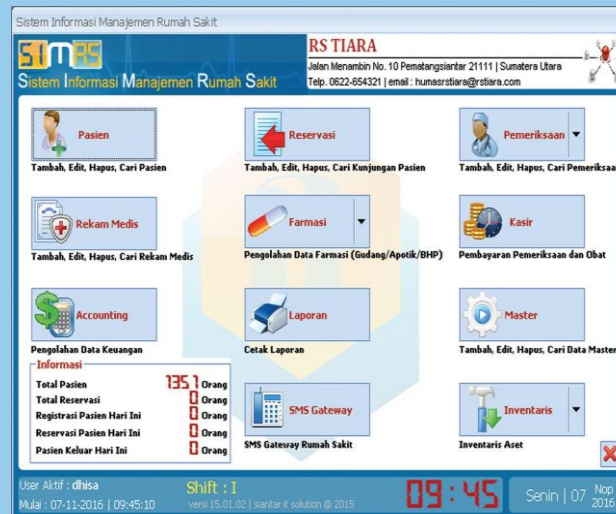 Sistem Informasi Manajemen Rumah Sakit
SIMRS
Sistem Informasi Manajemen Rumah Sakit
RS TIARA
Jalan Menambin No. 10 Pematangsiantar 21111 | Sumatera Utara
Telp. 0622-654321 | email : humasrstiara@rstiara.com
Pasien
Tambah, Edit, Hapus, Cari Pasien
Reservasi
Tambah, Edit, Hapus, Cari Kunjungan Pasien
Pemeriksaan
Tambah, Edit, Hapus, Cari Pemeriksaa
Rekam Medis
Tambah, Edit, Hapus, Cari Rekam Medis
Farmasi
Pengolahan Data Farmasi (Gudang/Apotik/BHP)
Kasir
Pembayaran Pemeriksaan dan Obat
Accounting
Pengolahan Data Keuangan
Laporan
Cetak Laporan
Master
Tambah, Edit, Hapus, Cari Data Master
Informasi
Total Pasien 1351 Orang
Total Reservasi 0 Orang
Registrasi Pasien Hari Ini 0 Orang
Reservasi Pasien Hari Ini 0 Orang
Pasien Keluar Hari Ini 0 Orang
SMS Gateway
SMS Gateway Rumah Sakit
Inventaris
Inventaris Aset
User Aktif : dhisa
Mulai : 07-11-2016 | 09:45:10
Shift : I
versi 15.01.02 | siantar it solution @ 2015
09:45
Senin | 07 Nop 2016